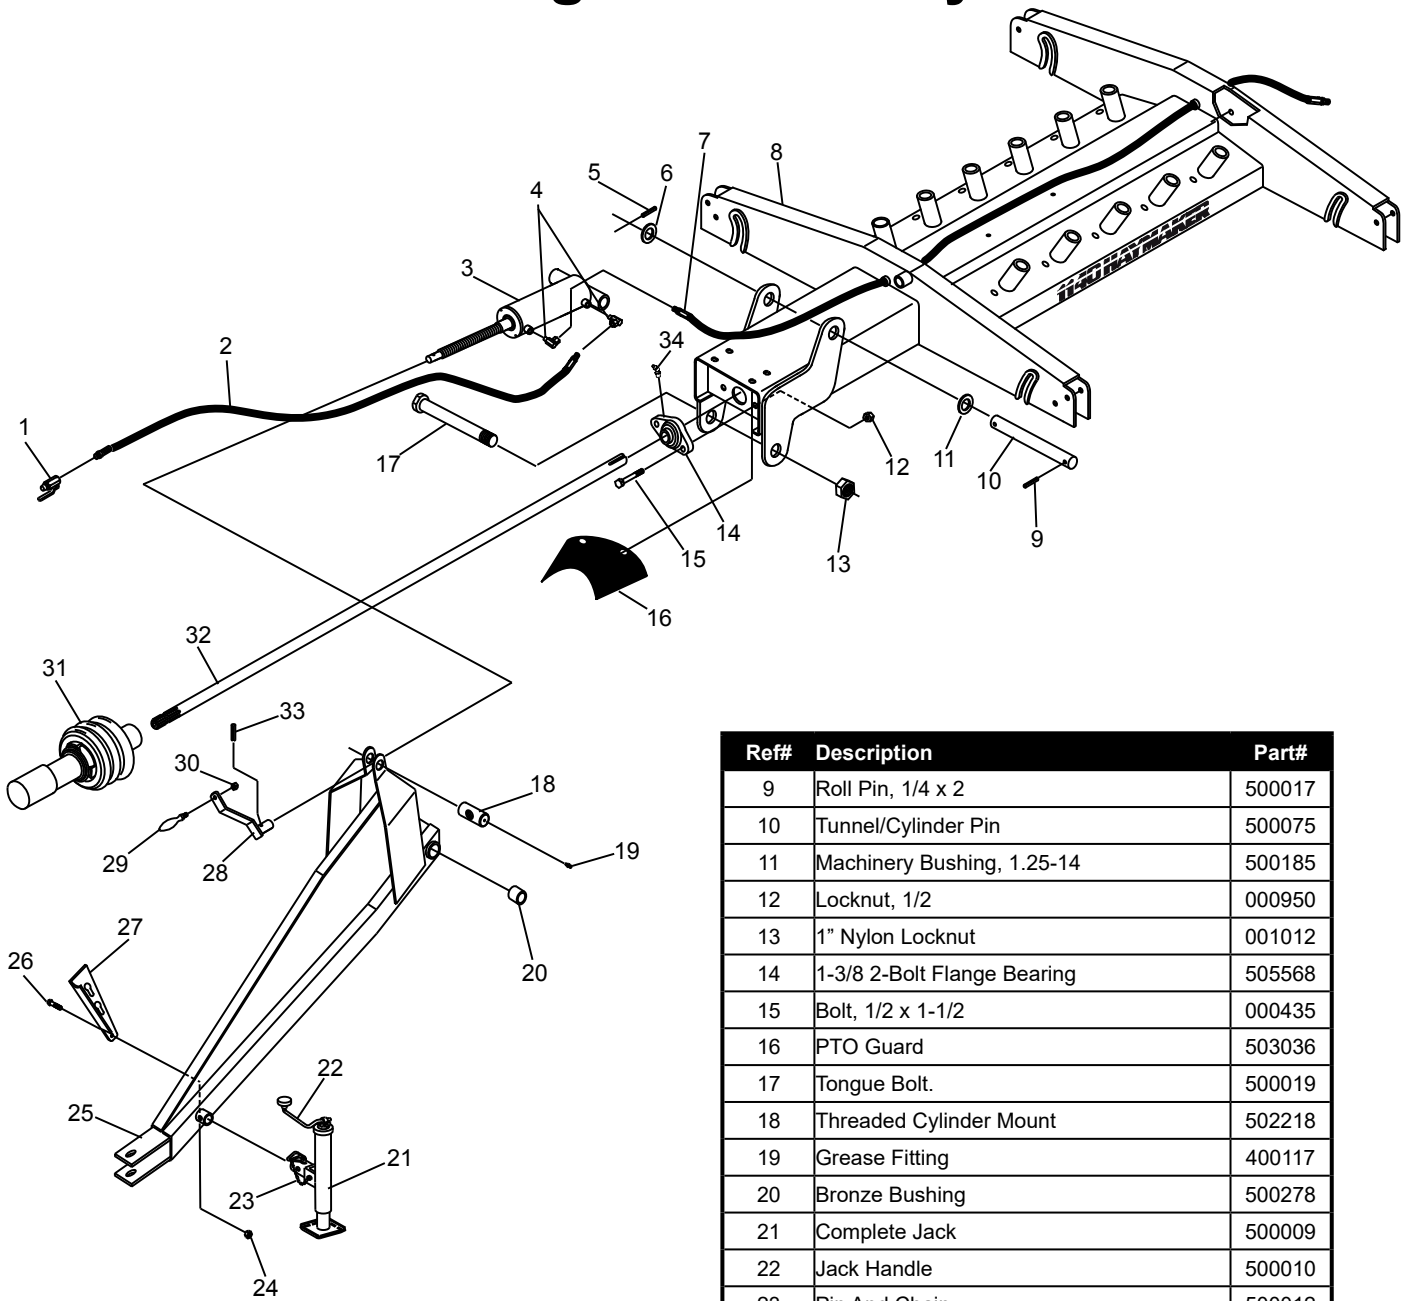 1
2
3
4
5
6
7
8
9
10
11
12
13
14
15
16
17
18
19
20
21
22
23
24
25
26
27
28
29
30
31
32
33
34
1140 HAYMAKER
Ref# Description Part#
9 Roll Pin, 1/4 x 2 500017
10 Tunnel/Cylinder Pin 500075
11 Machinery Bushing, 1.25-14 500185
12 Locknut, 1/2 000950
13 1” Nylon Locknut 001012
14 1-3/8 2-Bolt Flange Bearing 505568
15 Bolt, 1/2 x 1-1/2 000435
16 PTO Guard 503036
17 Tongue Bolt. 500019
18 Threaded Cylinder Mount 502218
19 Grease Fitting 400117
20 Bronze Bushing 500278
21 Complete Jack 500009
22 Jack Handle 500010